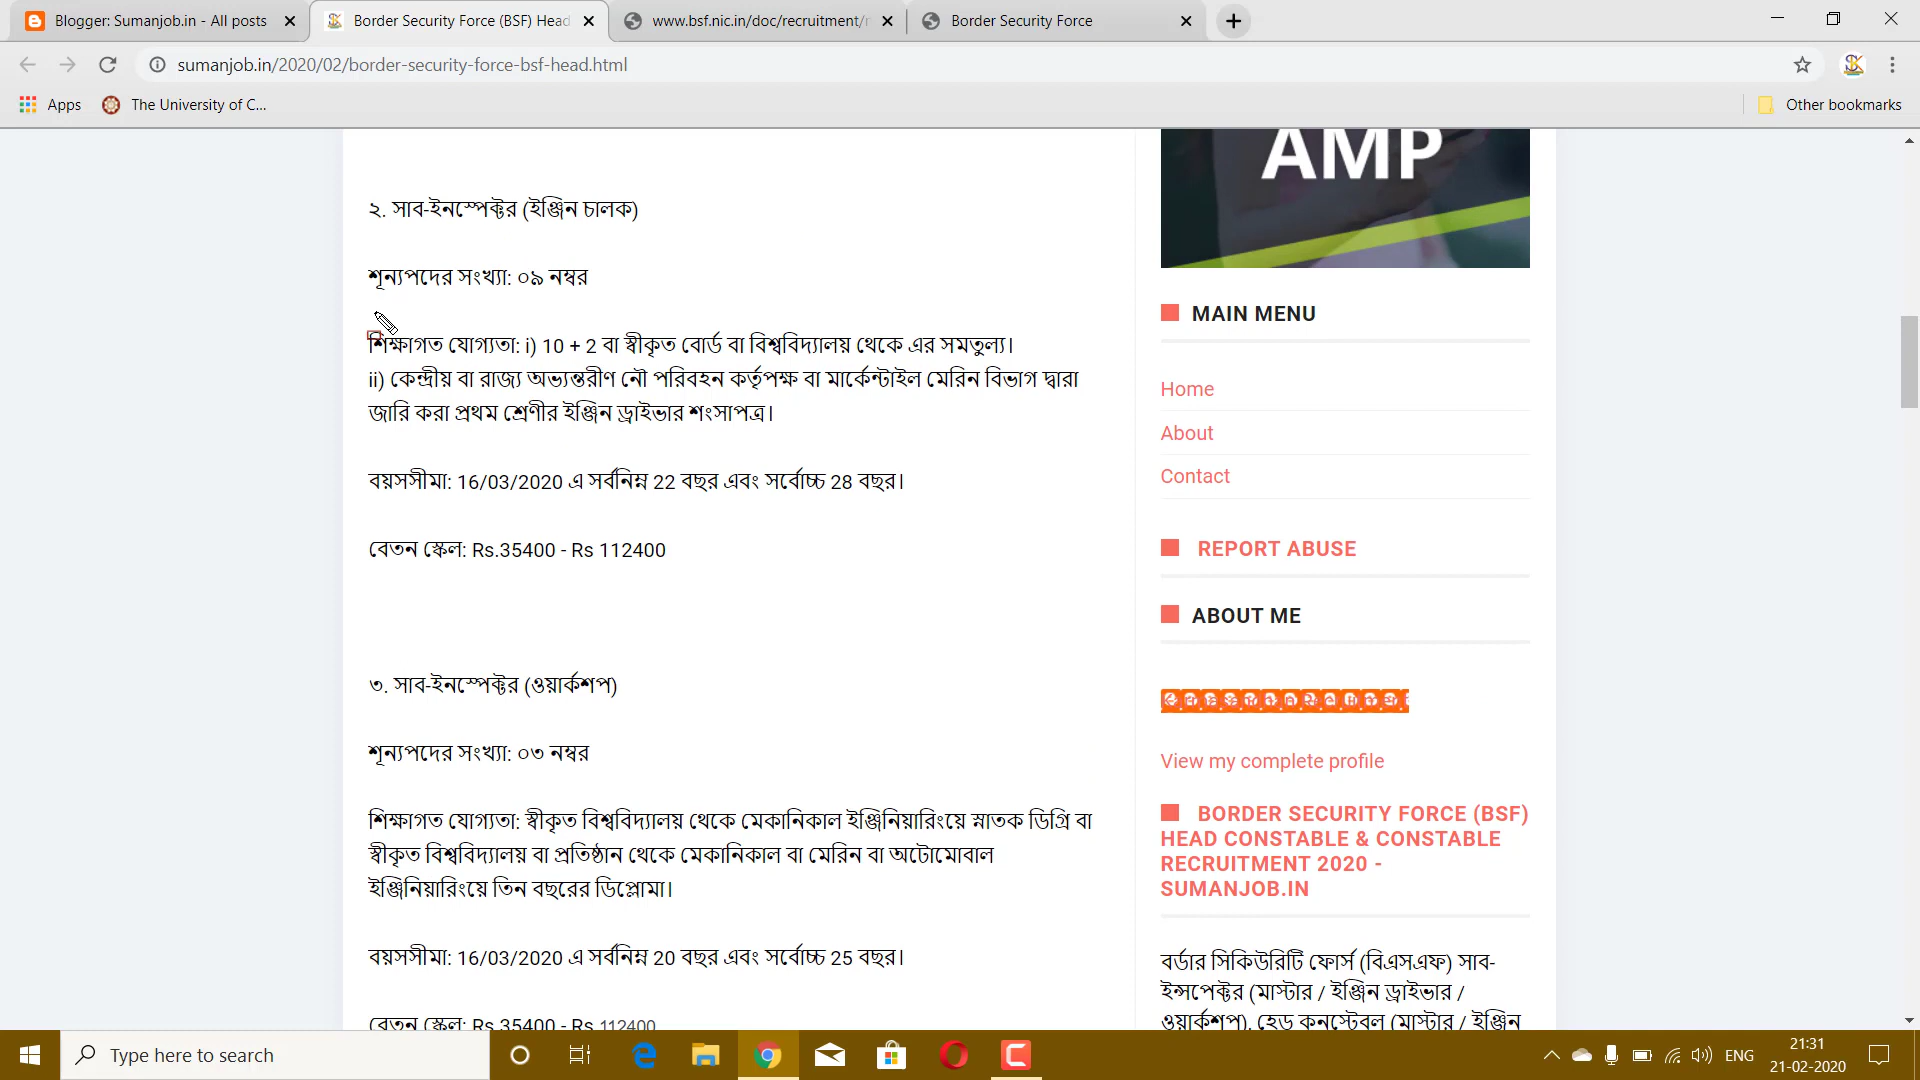 Blogger: Sumanjob.in - All posts
Border Security Force (BSF) Head
www.bsf.nic.in/doc/recruitment/r
Border Security Force
sumanjob.in/2020/02/border-security-force-bsf-head.html
Apps
The University of C...
Other bookmarks
২. সাব-ইনস্পেক্টর (ইঞ্জিন চালক)
শূন্যপদের সংখ্যা: ০৯ নম্বর
শিক্ষাগত যোগ্যতা: i) 10 + 2 বা স্বীকৃত বোর্ড বা বিশ্ববিদ্যালয় থেকে এর সমতুল্য।
ii) কেন্দ্রীয় বা রাজ্য অভ্যন্তরীণ নৌ পরিবহন কর্তৃপক্ষ বা মার্কেন্টাইল মেরিন বিভাগ দ্বারা
জারি করা প্রথম শ্রেণীর ইঞ্জিন ড্রাইভার শংসাপত্র।
বয়সসীমা: 16/03/2020 এ সর্বনিম্ন 22 বছর এবং সর্বোচ্চ 28 বছর।
বেতন স্কেল: Rs.35400 - Rs 112400
৩. সাব-ইনস্পেক্টর (ওয়ার্কশপ)
শূন্যপদের সংখ্যা: ০৩ নম্বর
শিক্ষাগত যোগ্যতা: স্বীকৃত বিশ্ববিদ্যালয় থেকে মেকানিকাল ইঞ্জিনিয়ারিংয়ে স্নাতক ডিগ্রি বা
স্বীকৃত বিশ্ববিদ্যালয় বা প্রতিষ্ঠান থেকে মেকানিকাল বা মেরিন বা অটোমোবাল
ইঞ্জিনিয়ারিংয়ে তিন বছরের ডিপ্লোমা।
বয়সসীমা: 16/03/2020 এ সর্বনিম্ন 20 বছর এবং সর্বোচ্চ 25 বছর।
বেতন স্কেল: Rs.35400 - Rs 112400
AMP
MAIN MENU
Home
About
Contact
REPORT ABUSE
ABOUT ME
View my complete profile
BORDER SECURITY FORCE (BSF)
HEAD CONSTABLE & CONSTABLE
RECRUITMENT 2020 -
SUMANJOB.IN
বর্ডার সিকিউরিটি ফোর্স (বিএসএফ) সাব-
ইন্সপেক্টর (মাস্টার / ইঞ্জিন ড্রাইভার /
ওয়ার্কশপ), হেড কনস্টেবল (মাস্টার / ইঞ্জিন
Type here to search
ENG
21:31
21-02-2020